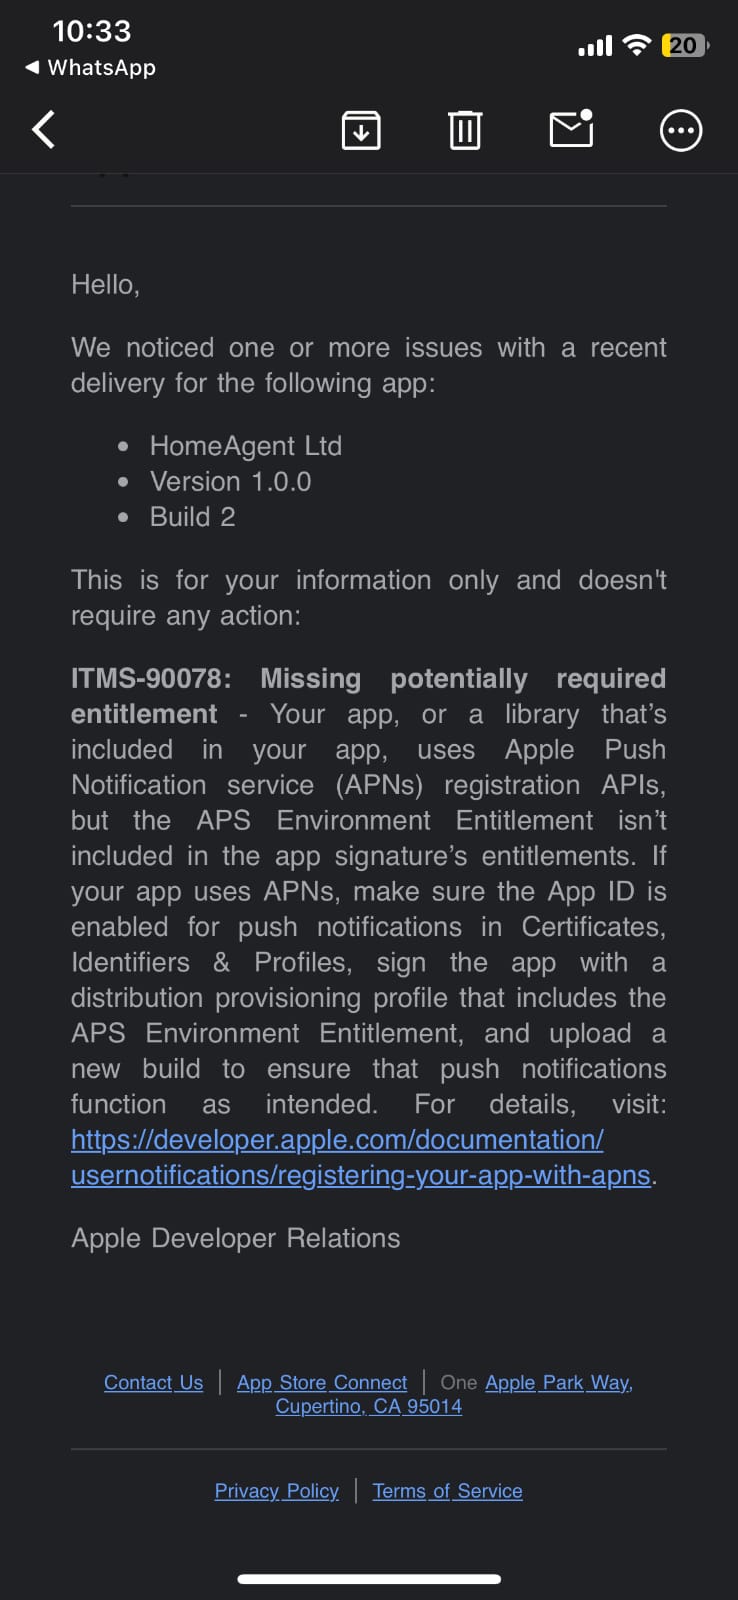 10:33
20
◀ WhatsApp
Hello,
We noticed one or more issues with a recent
delivery for the following app:
• HomeAgent Ltd
• Version 1.0.0
• Build 2
This is for your information only and doesn't
require any action:
ITMS-90078: Missing potentially required
entitlement - Your app, or a library that’s
included in your app, uses Apple Push
Notification service (APNs) registration APIs,
but the APS Environment Entitlement isn’t
included in the app signature’s entitlements. If
your app uses APNs, make sure the App ID is
enabled for push notifications in Certificates,
Identifiers & Profiles, sign the app with a
distribution provisioning profile that includes the
APS Environment Entitlement, and upload a
new build to ensure that push notifications
function as intended. For details, visit:
https://developer.apple.com/documentation/
usernotifications/registering-your-app-with-apns.
Apple Developer Relations
Contact Us | App Store Connect | One Apple Park Way,
Cupertino, CA 95014
Privacy Policy | Terms of Service